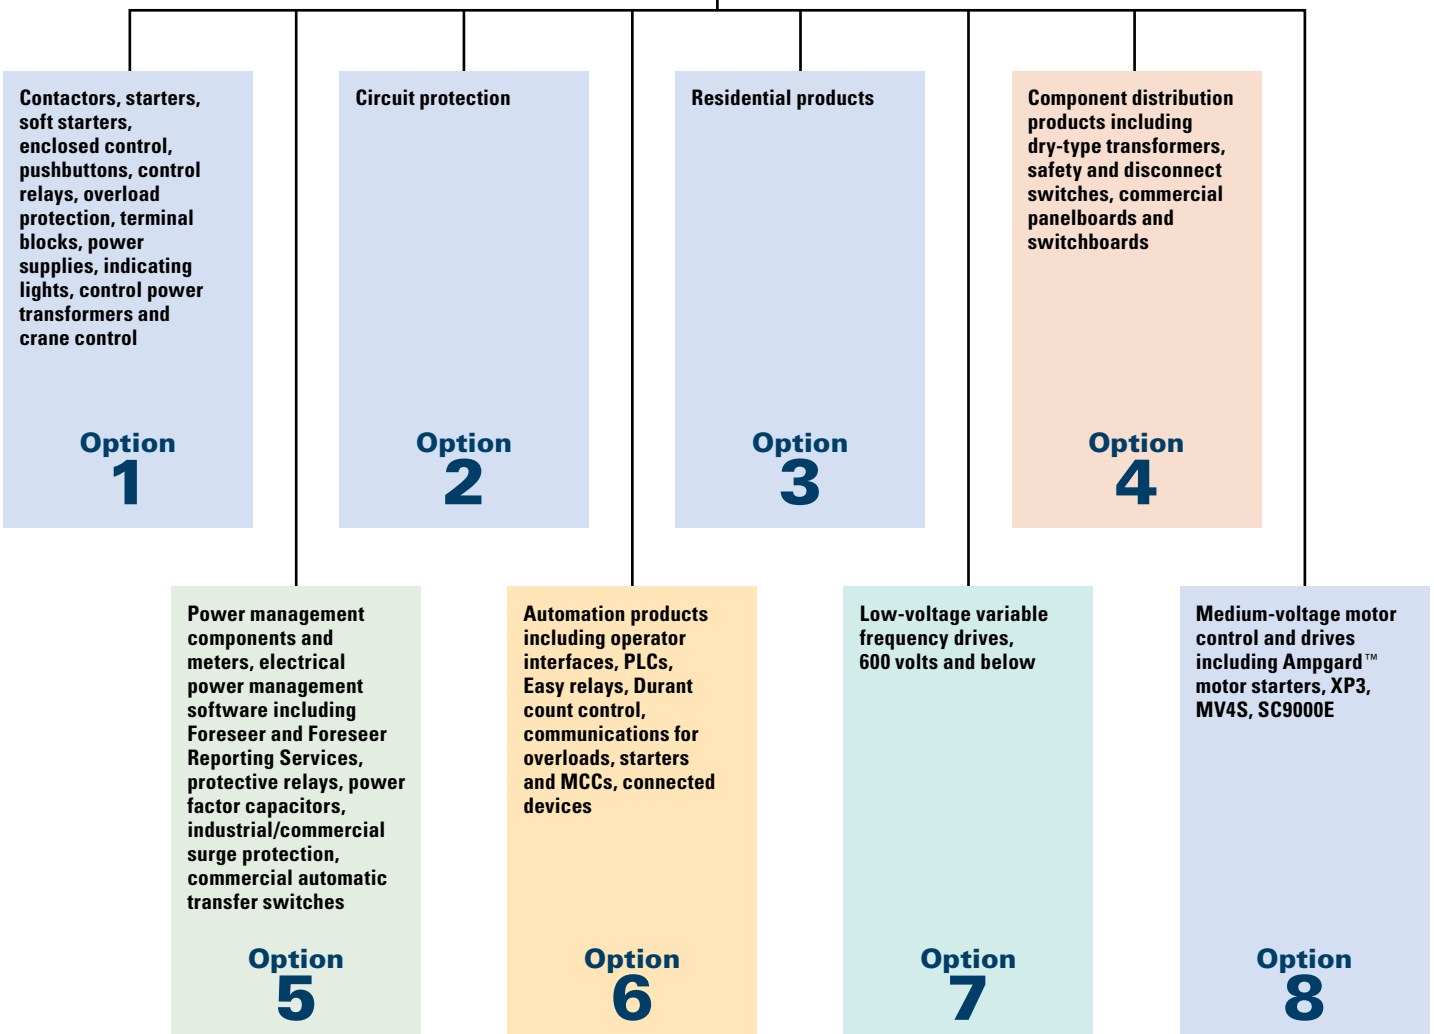 Contactors, starters,
soft starters,
enclosed control,
pushbuttons, control
relays, overload
protection, terminal
blocks, power
supplies, indicating
lights, control power
transformers and
crane control
Option
1
Circuit protection
Option
2
Residential products
Option
3
Component distribution
products including
dry-type transformers,
safety and disconnect
switches, commercial
panelboards and
switchboards
Option
4
Power management
components and
meters, electrical
power management
software including
Foreseer and Foreseer
Reporting Services,
protective relays, power
factor capacitors,
industrial/commercial
surge protection,
commercial automatic
transfer switches
Option
5
Automation products
including operator
interfaces, PLCs,
Easy relays, Durant
count control,
communications for
overloads, starters
and MCCs, connected
devices
Option
6
Low-voltage variable
frequency drives,
600 volts and below
Option
7
Medium-voltage motor
control and drives
including Ampgard™
motor starters, XP3,
MV4S, SC9000E
Option
8